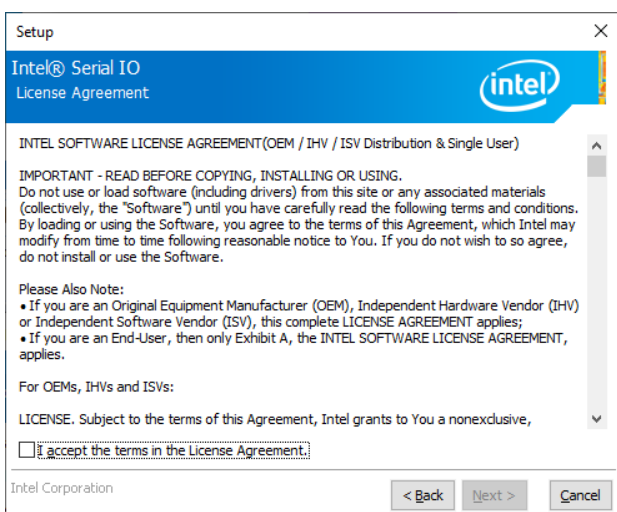 Setup
Intel® Serial IO
License Agreement
intel
INTEL SOFTWARE LICENSE AGREEMENT(OEM / IHV / ISV Distribution & Single User)
IMPORTANT - READ BEFORE COPYING, INSTALLING OR USING.
Do not use or load software (including drivers) from this site or any associated materials
(collectively, the "Software") until you have carefully read the following terms and conditions.
By loading or using the Software, you agree to the terms of this Agreement, which Intel may
modify from time to time following reasonable notice to You. If you do not wish to so agree,
do not install or use the Software.
Please Also Note:
• If you are an Original Equipment Manufacturer (OEM), Independent Hardware Vendor (IHV)
or Independent Software Vendor (ISV), this complete LICENSE AGREEMENT applies;
• If you are an End-User, then only Exhibit A, the INTEL SOFTWARE LICENSE AGREEMENT,
applies.
For OEMs, IHVs and ISVs:
LICENSE. Subject to the terms of this Agreement, Intel grants to You a nonexclusive,
I accept the terms in the License Agreement.
Intel Corporation
< Back Next > Cancel